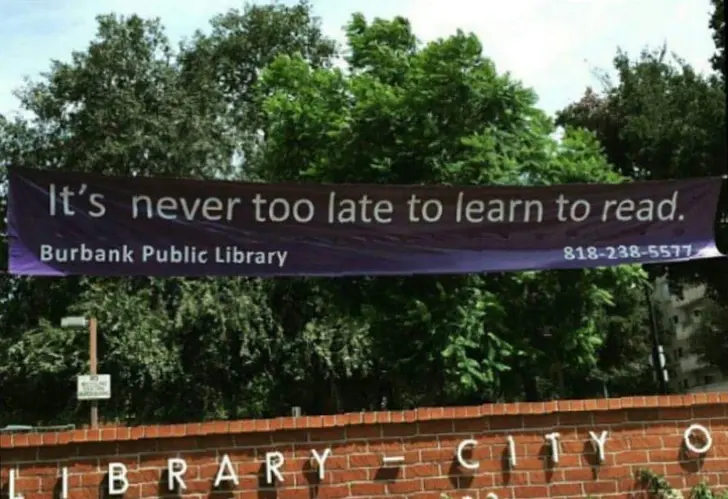 It's never too late to learn to read.
Burbank Public Library 818-238-5577
LIBRARY – CITY O